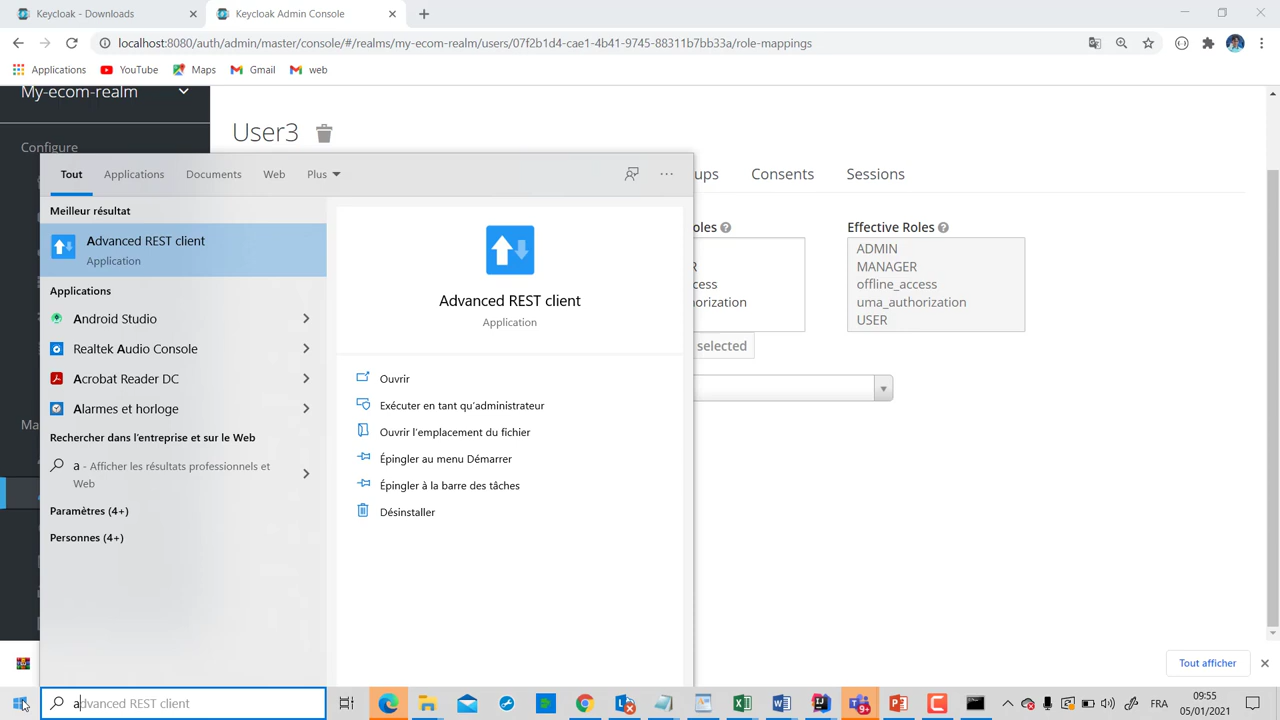 Keycloak - Downloads
Keycloak Admin Console
localhost:8080/auth/admin/master/console/#/realms/my-ecom-realm/users/07f2b1d4-cae1-4b41-9745-88311b7bb33a/role-mappings
Applications
YouTube
Maps
Gmail
web
My-ecom-realm
Configure
User3
Tout
Applications
Documents
Web
Plus
ups
Consents
Sessions
Meilleur résultat
Advanced REST client
Application
Applications
Android Studio
Realtek Audio Console
Acrobat Reader DC
Alarmes et horloge
Rechercher dans l'entreprise et sur le Web
a - Afficher les résultats professionnels et
Web
Paramètres (4+)
Personnes (4+)
Advanced REST client
Application
Ouvrir
Exécuter en tant qu'administrateur
Ouvrir l'emplacement du fichier
Épingler au menu Démarrer
Épingler à la barre des tâches
Désinstaller
oles
R
cess
horization
selected
Effective Roles
ADMIN
MANAGER
offline_access
uma_authorization
USER
Ma
Tout afficher
advanced REST client
FRA
09:55
05/01/2021